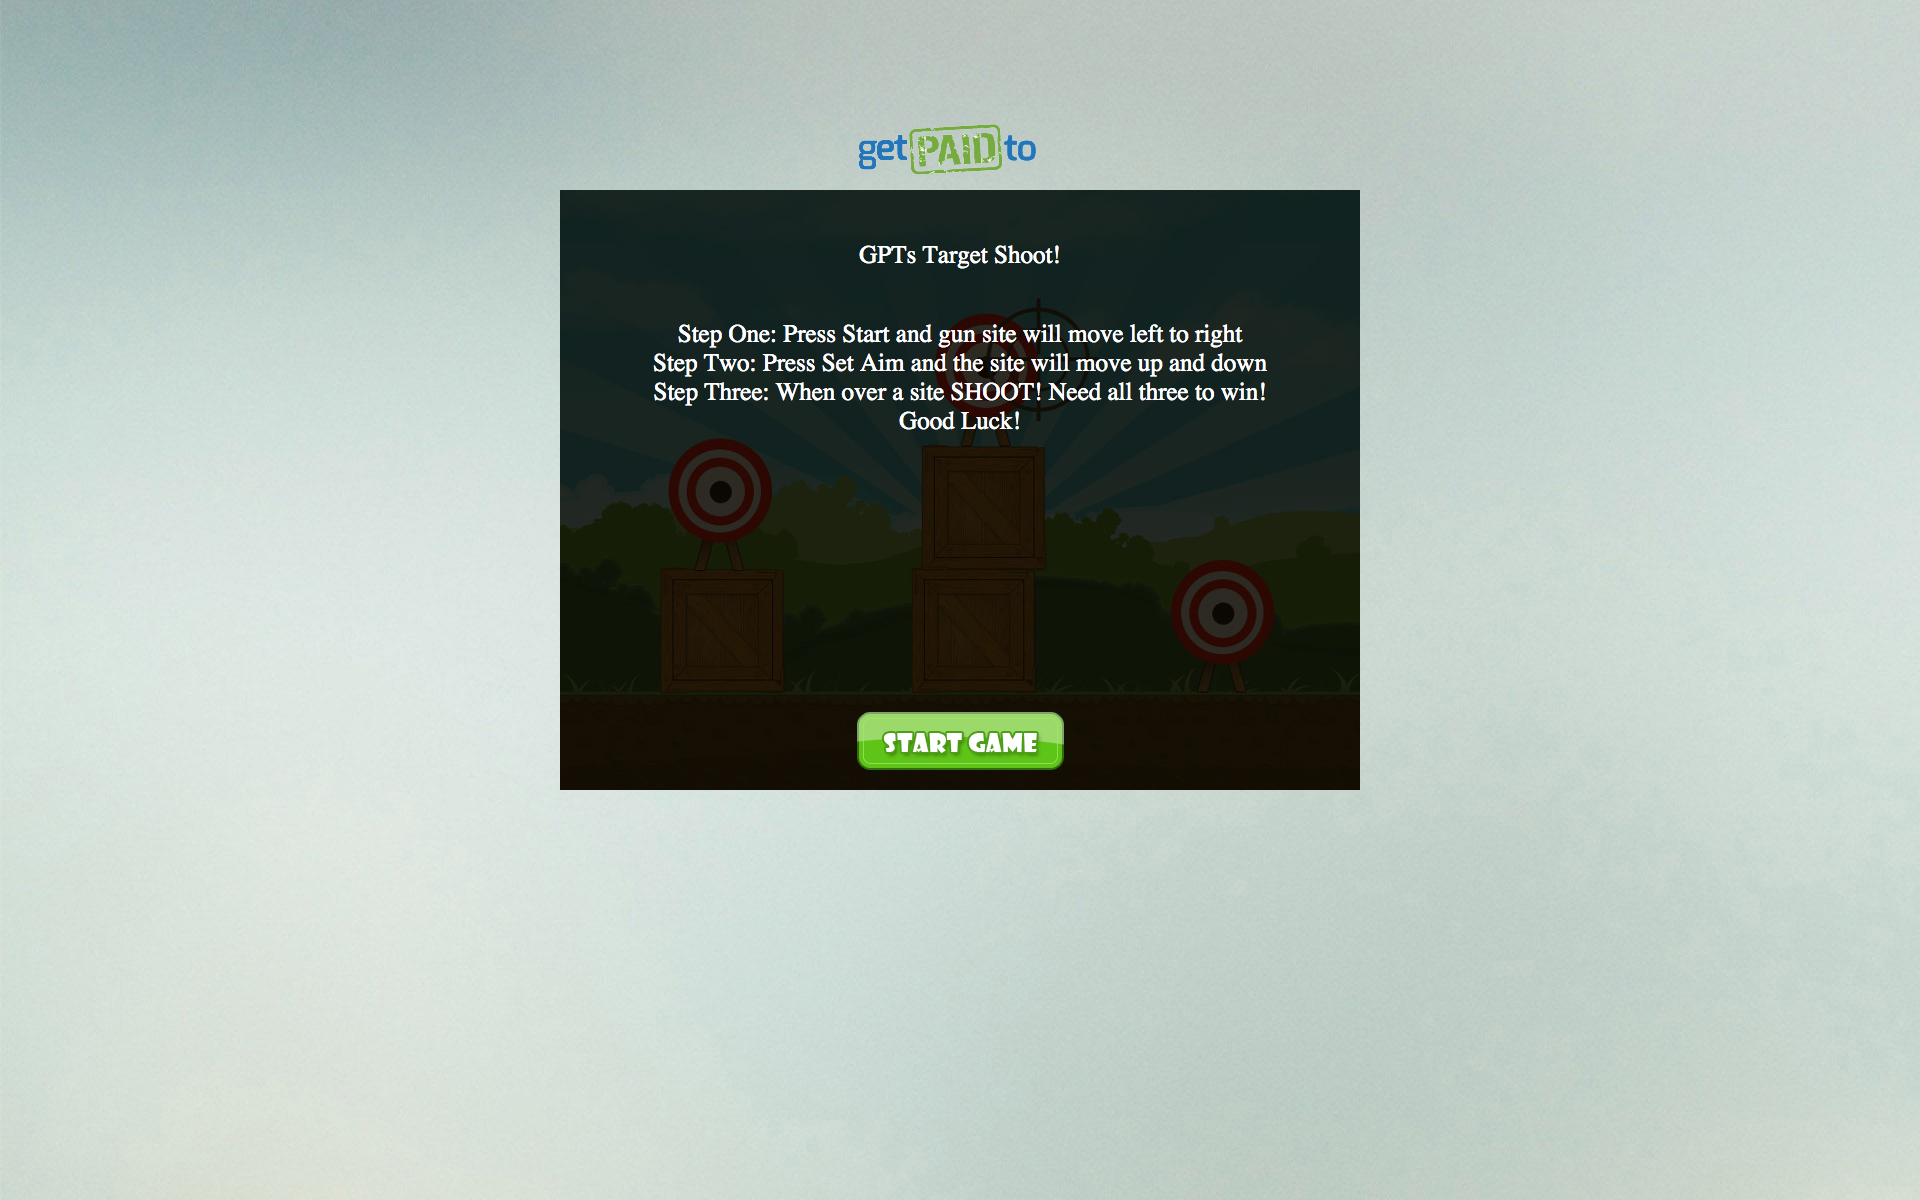 get PAID to
GPTs Target Shoot!
Step One: Press Start and gun site will move left to right
Step Two: Press Set Aim and the site will move up and down
Step Three: When over a site SHOOT! Need all three to win!
Good Luck!
START GAME